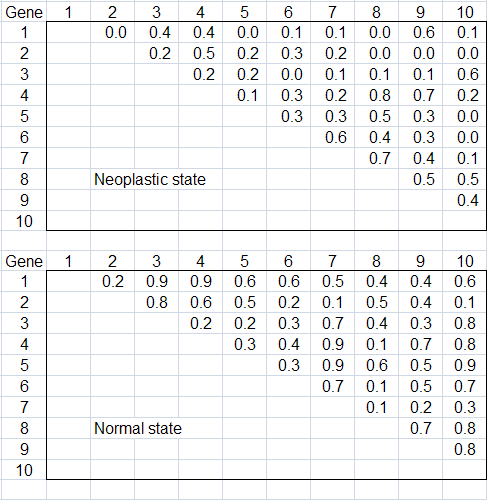 Gene 1 2 3 4 5 6 7 8 9 10
1 0.0 0.4 0.4 0.0 0.1 0.1 0.0 0.6 0.1
2 0.2 0.5 0.2 0.3 0.2 0.0 0.0 0.0
3 0.2 0.2 0.0 0.1 0.1 0.1 0.6
4 0.1 0.3 0.2 0.8 0.7 0.2
5 0.3 0.3 0.5 0.3 0.0
6 0.6 0.4 0.3 0.0
7 0.7 0.4 0.1
8 Neoplastic state 0.5 0.5
9 0.4
10
Gene 1 2 3 4 5 6 7 8 9 10
1 0.2 0.9 0.9 0.6 0.6 0.5 0.4 0.4 0.6
2 0.8 0.6 0.5 0.2 0.1 0.5 0.4 0.1
3 0.2 0.2 0.3 0.7 0.4 0.3 0.8
4 0.3 0.4 0.9 0.1 0.7 0.8
5 0.3 0.9 0.6 0.5 0.9
6 0.7 0.1 0.5 0.7
7 0.1 0.2 0.3
8 Normal state 0.7 0.8
9 0.8
10